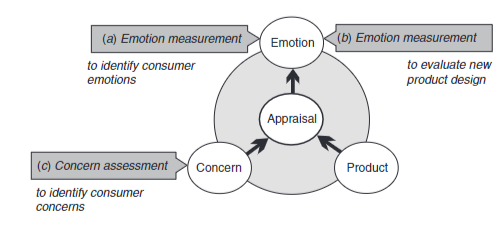 (a) Emotion measurement
to identify consumer
emotions
Emotion
(b) Emotion measurement
to evaluate new
product design
Appraisal
(c) Concern assessment
to identify consumer
concerns
Concern
Product